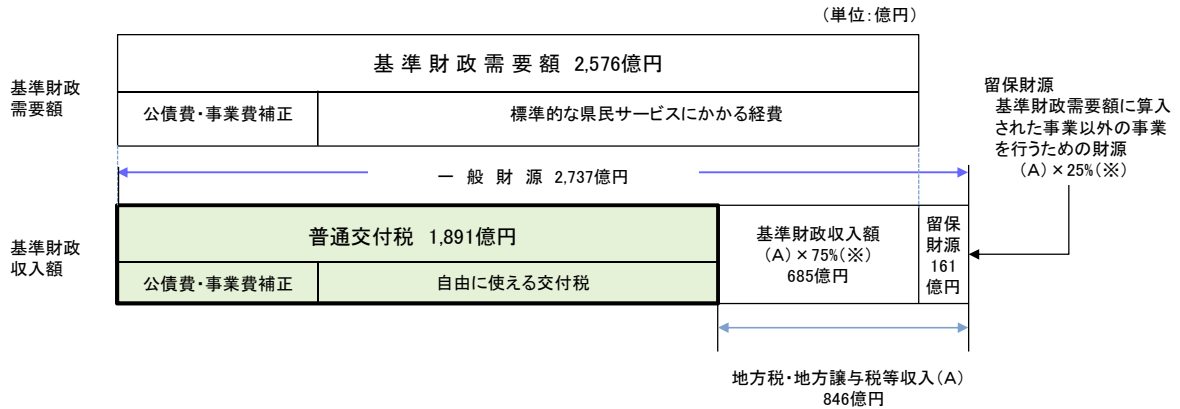 (単位:億円)
基準財政
需要額
基 準 財 政 需 要 額 2,576億円
公債費・事業費補正
標準的な県民サービスにかかる経費
留保財源
基準財政需要額に算入
された事業以外の事業
を行うための財源
(A)×25%(※)
一 般 財 源 2,737億円
基準財政
収入額
普通交付税 1,891億円
公債費・事業費補正
自由に使える交付税
基準財政収入額
(A)×75%(※)
685億円
留保
財源
161
億円
地方税・地方譲与税等収入(A)
846億円